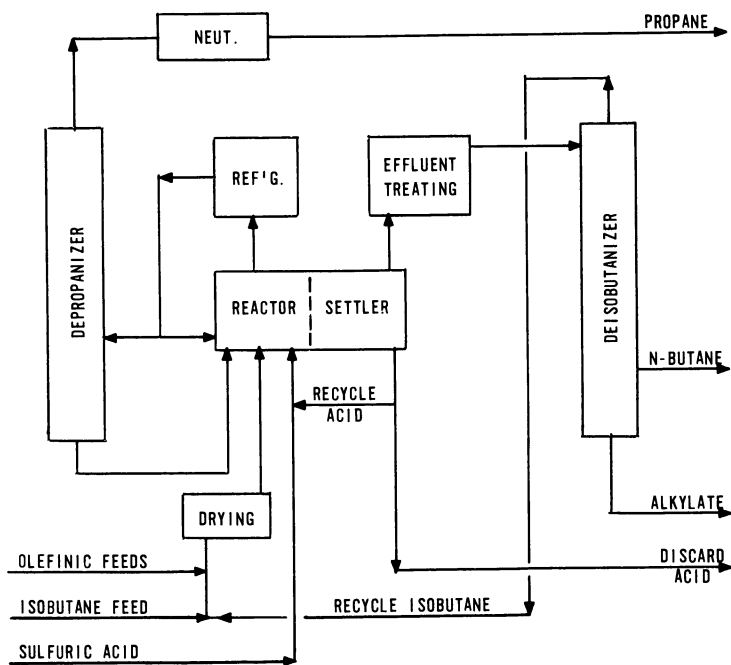 PROPANE
NEUT.
REF'G.
EFFLUENT
TREATING
DEPROPANIZER
DEISOBUTANIZER
REACTOR
SETTLER
N-BUTANE
RECYCLE
ACID
DRYING
ALKYLATE
OLEFINIC FEEDS
DISCARD
ACID
ISOBUTANE FEED
RECYCLE ISOBUTANE
SULFURIC ACID